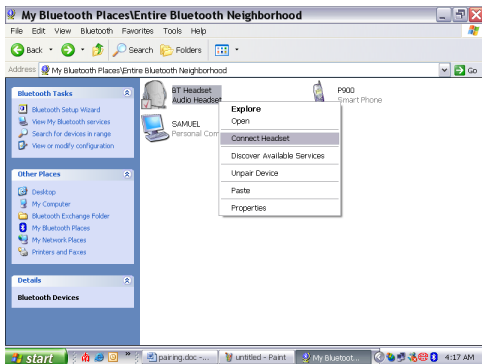 My Bluetooth Places\Entire Bluetooth Neighborhood
File Edit View Bluetooth Favorites Tools Help
Back Search Folders
Address My Bluetooth Places\Entire Bluetooth Neighborhood Go
Bluetooth Tasks
Bluetooth Setup Wizard
View My Bluetooth services
Search for devices in range
View or modify configuration
Other Places
Desktop
My Computer
Bluetooth Exchange Folder
My Bluetooth Places
My Network Places
Printers and Faxes
Details
Bluetooth Devices
BT Headset
Audio Headset
P900
Smart Phone
SAMUEL
Personal Com
Explore
Open
Connect Headset
Discover Available Services
Unpair Device
Paste
Properties
start pairing.doc -... untitled - Paint My Bluetoot... 4:17 AM